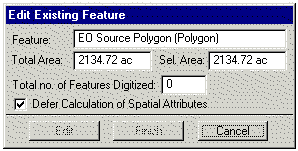 Edit Existing Feature
Feature: EO Source Polygon (Polygon)
Total Area: 2134.72 ac Sel. Area: 2134.72 ac
Total no. of Features Digitized: 0
Defer Calculation of Spatial Attributes
Edit Finish Cancel